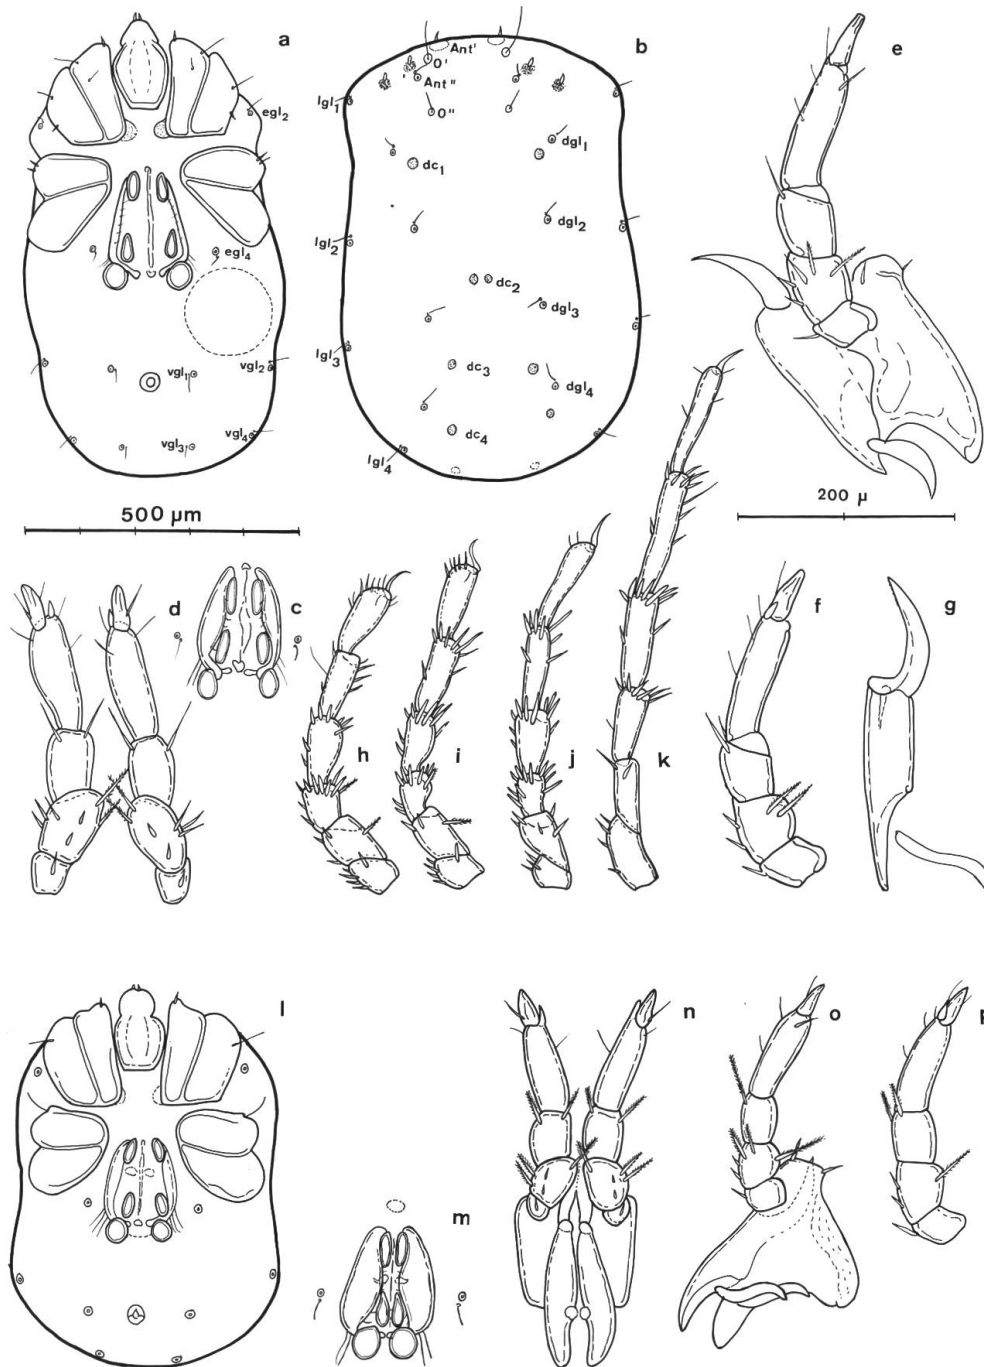 a
b
e
Ant'
O'
Ant"
lgl1
egl2
O"
dgl1
dc1
dgl2
lgl2
egl4
dc2
dgl3
lgl3
dc3
vgl1
vgl2
dgl4
vgl3
vgl4
dc4
lgl4
500 µm
200 µ
d
c
f
g
h
i
j
k
l
n
o
p
m